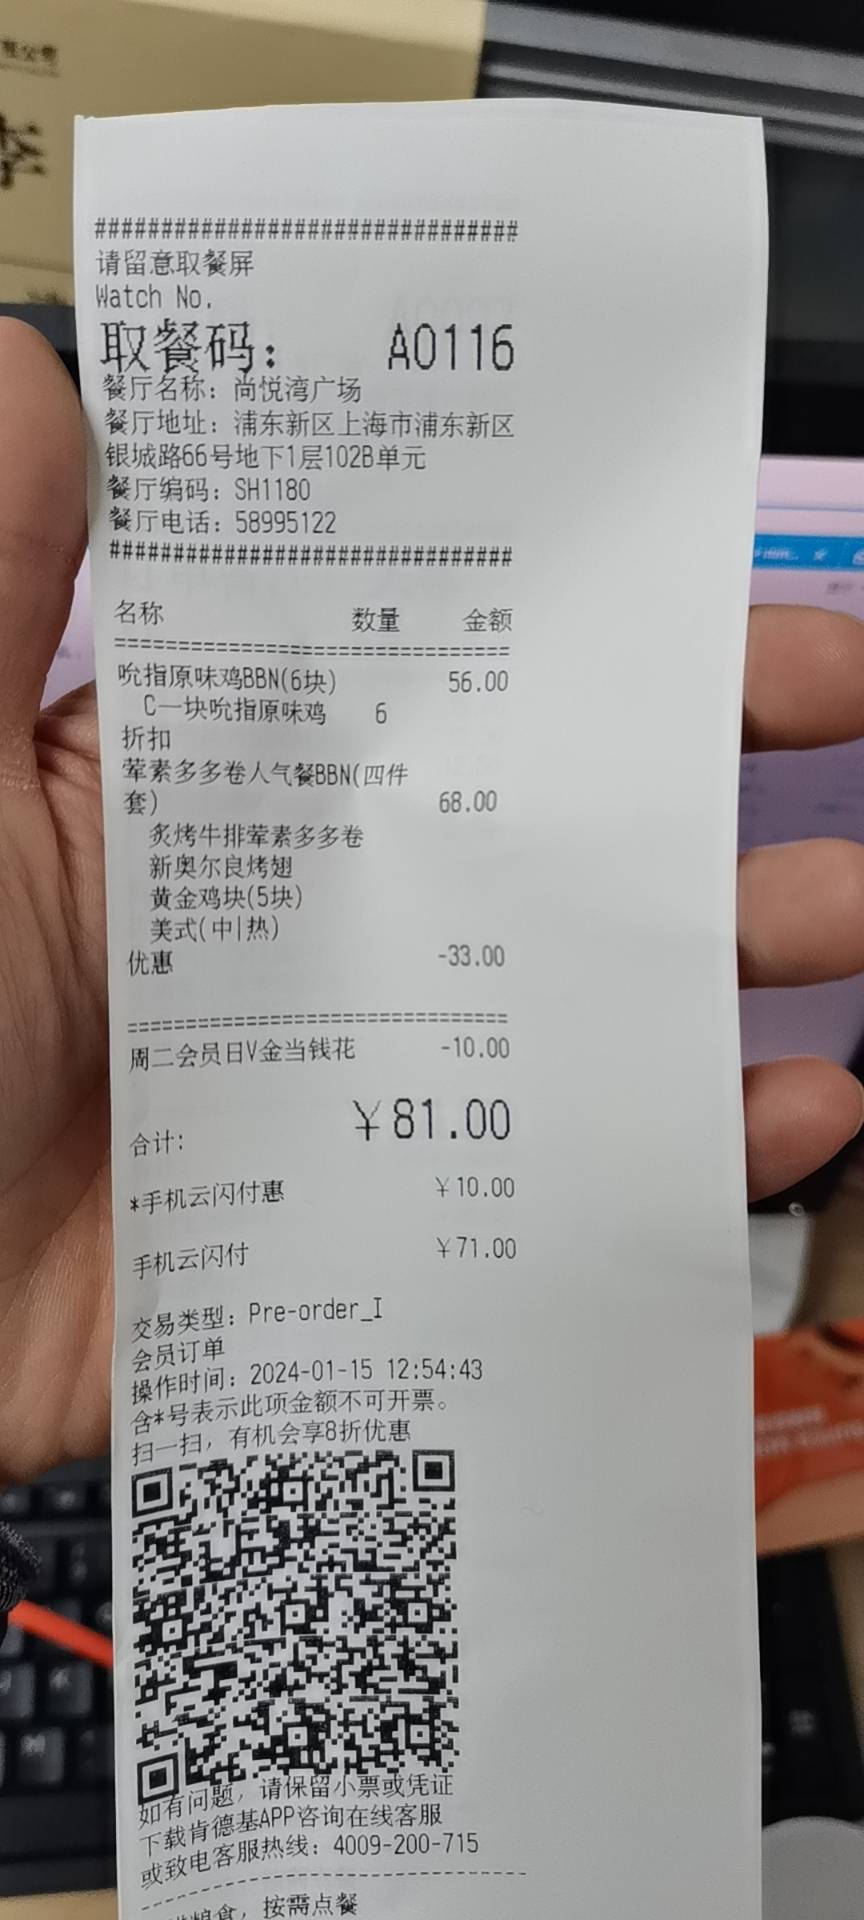 ################################
请留意取餐屏
Watch No.
取餐码： A0116
餐厅名称：尚悦湾广场
餐厅地址：浦东新区上海市浦东新区
银城路66号地下1层102B单元
餐厅编码：SH1180
餐厅电话：58995122
################################
名称 数量 金额
================================
吮指原味鸡BBN(6块) 56.00
C一块吮指原味鸡 6
折扣
荤素多多卷人气餐BBN(四件
套) 68.00
炙烤牛排荤素多多卷
新奥尔良烤翅
黄金鸡块(5块)
美式(中|热)
优惠 -33.00
================================
周二会员日V金当钱花 -10.00
合计: ￥81.00
*手机云闪付惠 ￥10.00
手机云闪付 ￥71.00
交易类型：Pre-order_I
会员订单
操作时间：2024-01-15 12:54:43
含*号表示此项金额不可开票。
扫一扫，有机会享8折优惠
如有问题，请保留小票或凭证
下载肯德基APP咨询在线客服
或致电客服热线：4009-200-715
--------------------------------
粮食，按需点餐